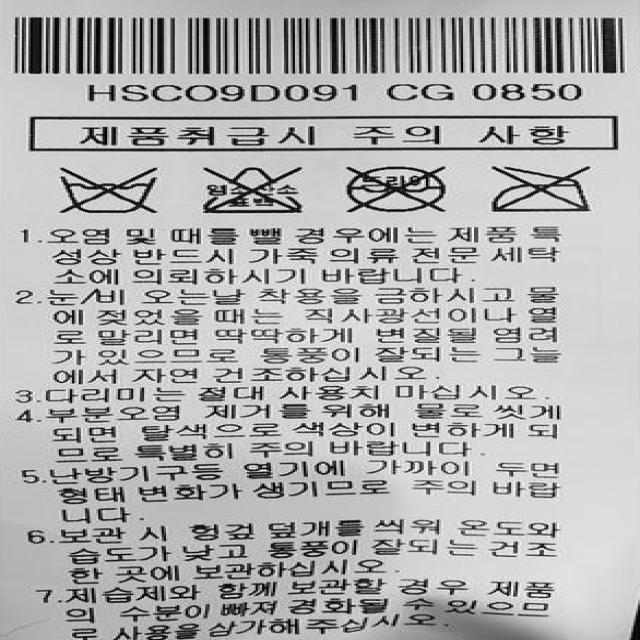 HSCO9D091 CG 0850
제품취급시 주의 사항
염소산소 드라이
표백
1.오염 및 때를 뺄 경우에는 제품 특
성상 반드시 가죽 의류 전문 세탁
소에 의뢰하시기 바랍니다.
2.눈/비 오는날 착용을 금하시고 물
에 젖었을 때는 직사광선이나 열
로말리면 딱딱하게 변질될 염려
가있으므로 통풍이 잘되는그늘
에서 자연 건조하십시오.
3.다리미는 절대 사용치 마십시오.
4.부분오염 제거를위해 물로씻게
되면 탈색으로 색상이 변하게 되
므로 특별히 주의 바랍니다.
5.난방기구등 열기에 가까이 두면
형태 변화가 생기므로 주의 바랍
니다.
6.보관 시 헝겊 덮개를 씌워 온도와
습도가 낮고 통풍이 잘되는건조
한 곳에 보관하십시오.
7.제습제와 함께 보관할 경우 제품
의 수분이 빠져 경화될 수 있으므
로 사용을삼가해 주십시오.